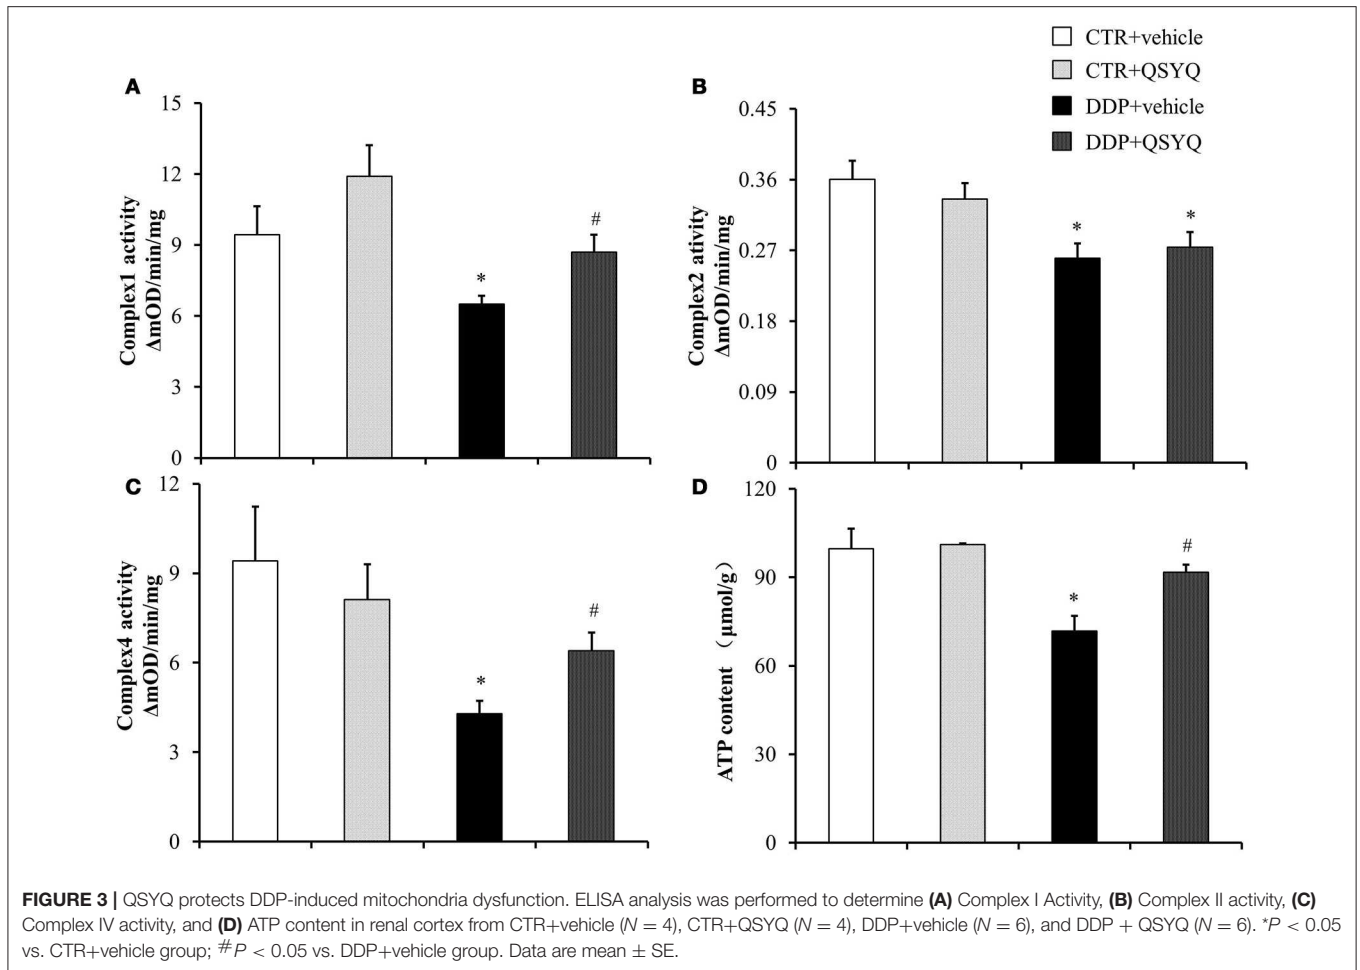 CTR+vehicle
CTR+QSYQ
DDP+vehicle
DDP+QSYQ
A
Complex1 activity
ΔmOD/min/mg
15
12
9
6
3
0
*
#
B
Complex2 ativity
ΔmOD/min/mg
0.45
0.36
0.27
0.18
0.09
0
*
*
C
Complex4 activity
ΔmOD/min/mg
12
9
6
3
0
*
#
D
ATP content （μmol/g）
120
90
60
30
0
*
#
FIGURE 3 | QSYQ protects DDP-induced mitochondria dysfunction. ELISA analysis was performed to determine (A) Complex I Activity, (B) Complex II activity, (C)
Complex IV activity, and (D) ATP content in renal cortex from CTR+vehicle (N = 4), CTR+QSYQ (N = 4), DDP+vehicle (N = 6), and DDP + QSYQ (N = 6). *P < 0.05
vs. CTR+vehicle group; #P < 0.05 vs. DDP+vehicle group. Data are mean ± SE.